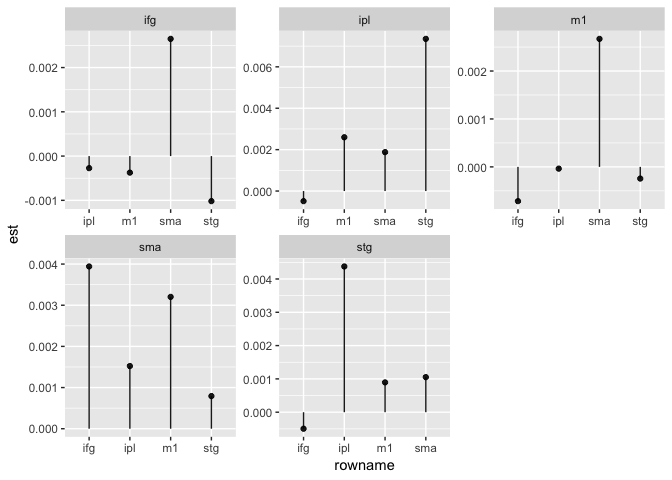 ifg
ipl
m1
0.002
0.001
0.000
-0.001
0.006
0.004
0.002
0.000
0.002
0.001
0.000
ipl m1 sma stg
ifg m1 sma stg
ifg ipl sma stg
est
sma
stg
0.004
0.003
0.002
0.001
0.000
0.004
0.003
0.002
0.001
0.000
ifg ipl m1 stg
ifg ipl m1 sma
rowname